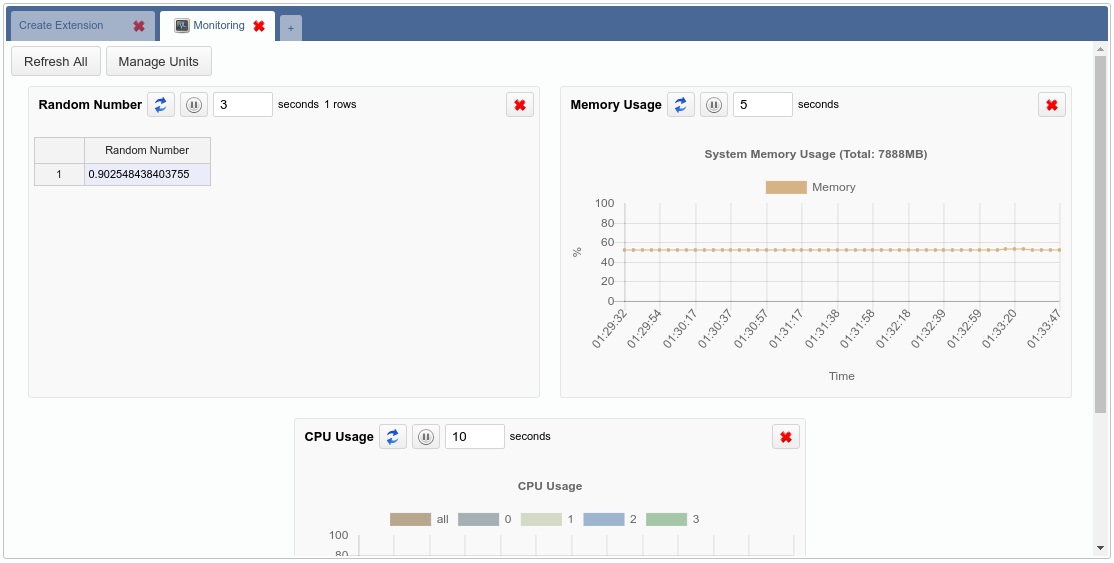 Create Extension
Monitoring
+
Refresh All
Manage Units
Random Number
3
seconds 1 rows
Random Number
1
0.902548438403755
Memory Usage
5
seconds
System Memory Usage (Total: 7888MB)
Memory
100
80
60
40
20
0
%
01:29:32
01:29:54
01:30:17
01:30:37
01:30:57
01:31:17
01:31:38
01:31:58
01:32:18
01:32:39
01:32:59
01:33:20
01:33:47
Time
CPU Usage
10
seconds
CPU Usage
all
0
1
2
3
100
80